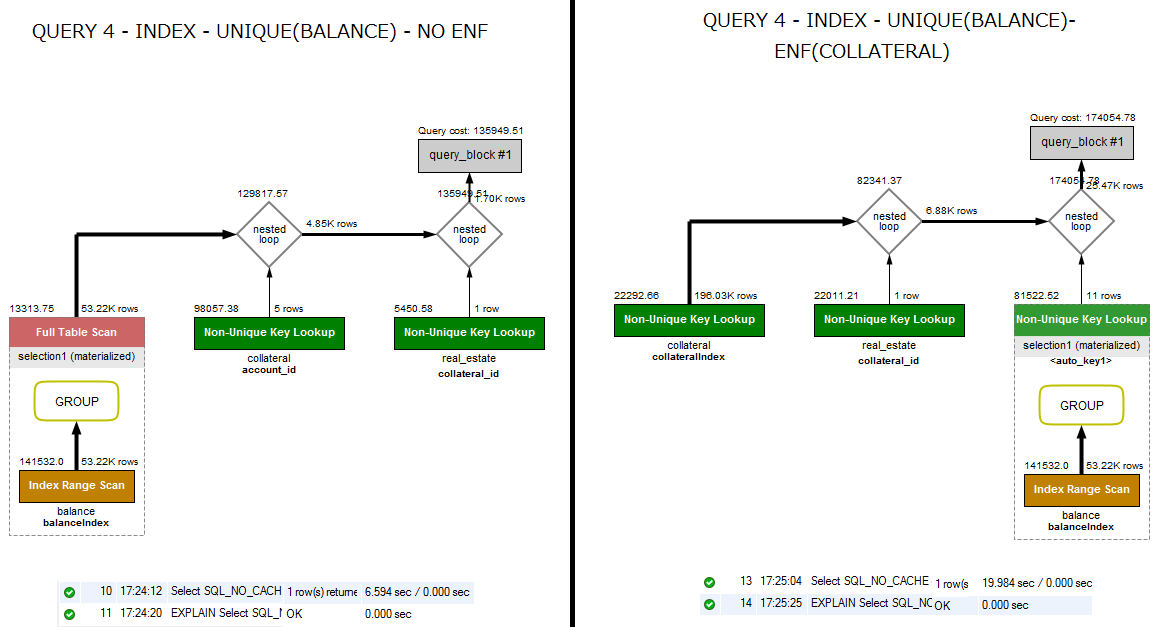 QUERY 4 - INDEX - UNIQUE(BALANCE) - NO ENF
Query cost: 135949.51
query_block #1
129817.57
135949.51
1.70K rows
nested loop
4.85K rows
nested loop
13313.75
53.22K rows
98057.38
5 rows
5450.58
1 row
Full Table Scan
Non-Unique Key Lookup
Non-Unique Key Lookup
selection1 (materialized)
collateral
account_id
real_estate
collateral_id
GROUP
141532.0
53.22K rows
Index Range Scan
balance
balanceIndex
10 17:24:12 Select SQL_NO_CACH 1 row(s) returne 6.594 sec / 0.000 sec
11 17:24:20 EXPLAIN Select SQL_ OK 0.000 sec
QUERY 4 - INDEX - UNIQUE(BALANCE)-
ENF(COLLATERAL)
Query cost: 174054.78
query_block #1
82341.37
174054.78
25.47K rows
nested loop
6.88K rows
nested loop
22292.66
196.03K rows
22011.21
1 row
81522.52
11 rows
Non-Unique Key Lookup
Non-Unique Key Lookup
Non-Unique Key Lookup
collateral
collateralIndex
real_estate
collateral_id
selection1 (materialized)
<auto_key1>
GROUP
141532.0
53.22K rows
Index Range Scan
balance
balanceIndex
13 17:25:04 Select SQL_NO_CACHE 1 row(s 19.984 sec / 0.000 sec
14 17:25:25 EXPLAIN Select SQL_NC OK 0.000 sec